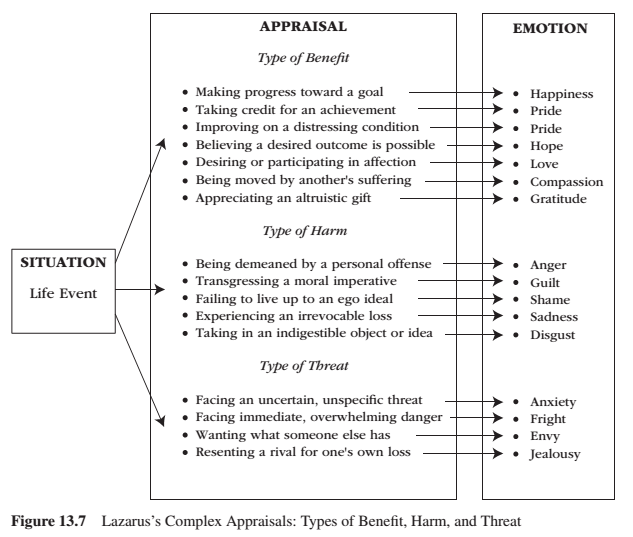 APPRAISAL
EMOTION
Type of Benefit
• Making progress toward a goal • Happiness
• Taking credit for an achievement • Pride
• Improving on a distressing condition • Pride
• Believing a desired outcome is possible • Hope
• Desiring or participating in affection • Love
• Being moved by another's suffering • Compassion
• Appreciating an altruistic gift • Gratitude
Type of Harm
SITUATION
Life Event
• Being demeaned by a personal offense • Anger
• Transgressing a moral imperative • Guilt
• Failing to live up to an ego ideal • Shame
• Experiencing an irrevocable loss • Sadness
• Taking in an indigestible object or idea • Disgust
Type of Threat
• Facing an uncertain, unspecific threat • Anxiety
• Facing immediate, overwhelming danger • Fright
• Wanting what someone else has • Envy
• Resenting a rival for one's own loss • Jealousy
Figure 13.7 Lazarus's Complex Appraisals: Types of Benefit, Harm, and Threat